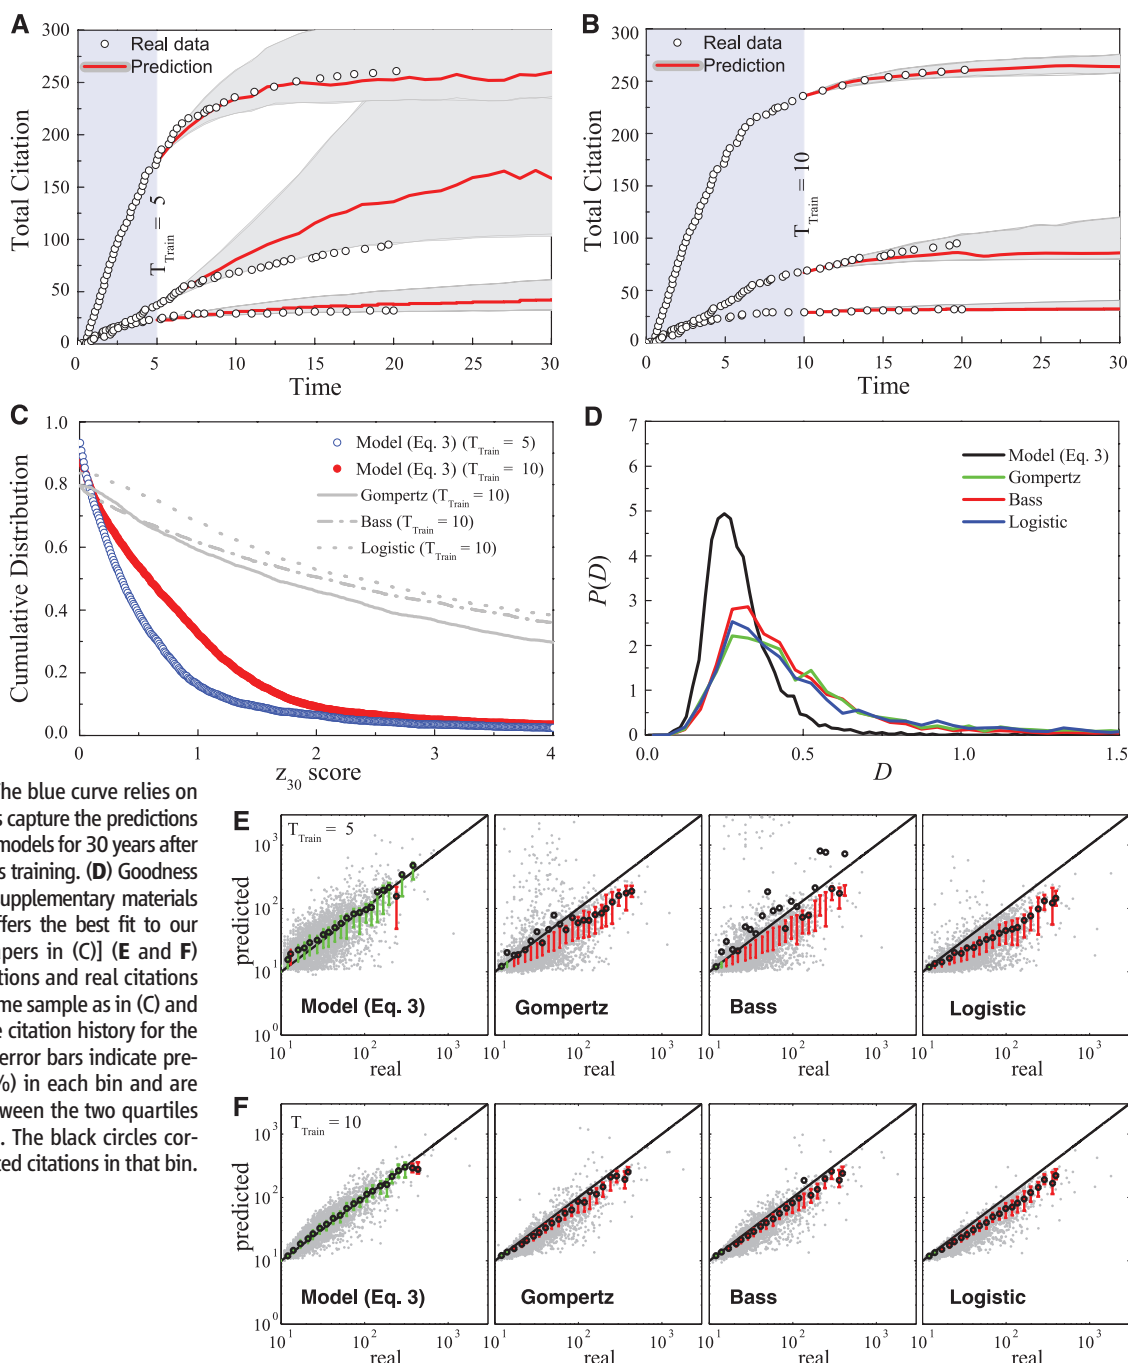 A
300
250
200
150
100
50
0
Total Citation
Real data
Prediction
T_Train = 5
0 5 10 15 20 25 30
Time
B
300
250
200
150
100
50
0
Total Citation
Real data
Prediction
T_Train = 10
0 5 10 15 20 25 30
Time
C
1.0
0.8
0.6
0.4
0.2
0.0
Cumulative Distribution
Model (Eq. 3) (T_Train = 5)
Model (Eq. 3) (T_Train = 10)
Gompertz (T_Train = 10)
Bass (T_Train = 10)
Logistic (T_Train = 10)
0 1 2 3 4
z_30 score
D
7
6
5
4
3
2
1
0
P(D)
Model (Eq. 3)
Gompertz
Bass
Logistic
0.0 0.5 1.0 1.5
D
The blue curve relies on
s capture the predictions
models for 30 years after
s training. (D) Goodness
supplementary materials
ffers the best fit to our
pers in (C)] (E and F)
tions and real citations
me sample as in (C) and
e citation history for the
error bars indicate pre-
%) in each bin and are
ween the two quartiles
. The black circles cor-
ted citations in that bin.
E
T_Train = 5
10^3
10^2
10^1
10^0
predicted
Model (Eq. 3) Gompertz Bass Logistic
10^1 10^2 10^3 10^1 10^2 10^3 10^1 10^2 10^3 10^1 10^2 10^3
real real real real
F
T_Train = 10
10^3
10^2
10^1
10^0
predicted
Model (Eq. 3) Gompertz Bass Logistic
10^1 10^2 10^3 10^1 10^2 10^3 10^1 10^2 10^3 10^1 10^2 10^3
real real real real